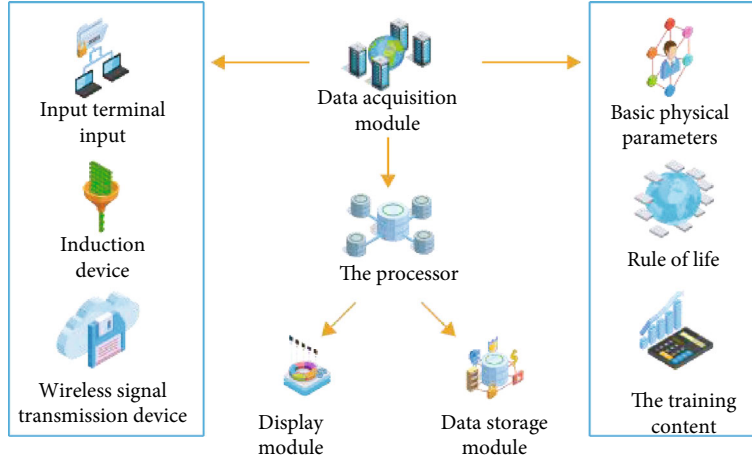 Input terminal
input
Induction
device
Wireless signal
transmission device
Data acquisition
module
The processor
Display
module
Data storage
module
Basic physical
parameters
Rule of life
The training
content